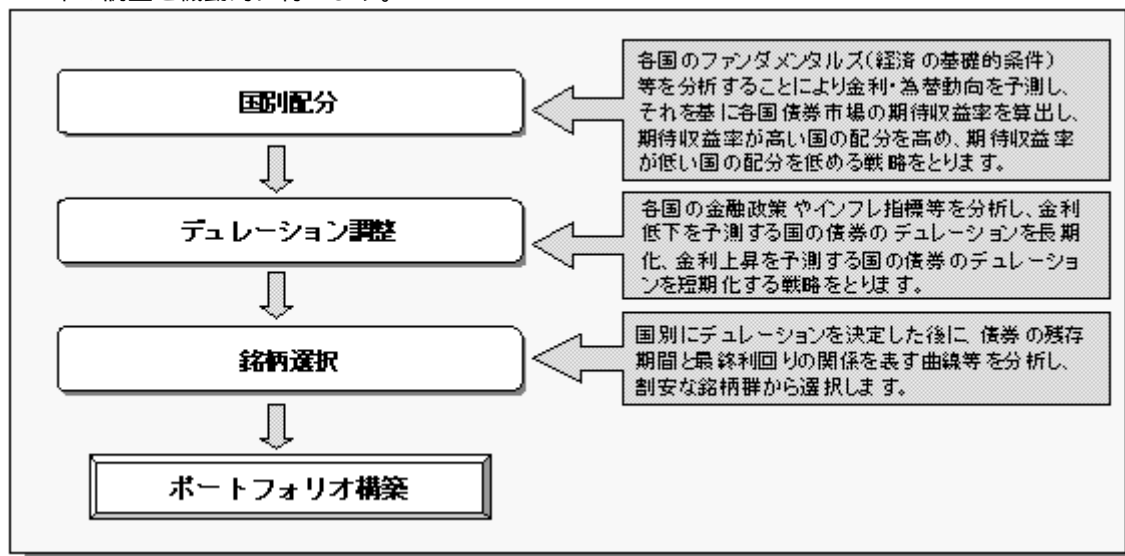 国別配分
各国のファンダメンタルズ(経済の基礎的条件)
等を分析することにより金利・為替動向を予測し、
それを基に各国債券市場の期待収益率を算出し、
期待収益率が高い国の配分を高め、期待収益率
が低い国の配分を低める戦略をとります。
デュレーション調整
各国の金融政策やインフレ指標等を分析し、金利
低下を予測する国の債券のデュレーションを長期
化、金利上昇を予測する国の債券のデュレーショ
ンを短期化する戦略をとります。
銘柄選択
国別にデュレーションを決定した後に、債券の残存
期間と最終利回りの関係を表す曲線等を分析し、
割安な銘柄群から選択します。
ポートフォリオ構築